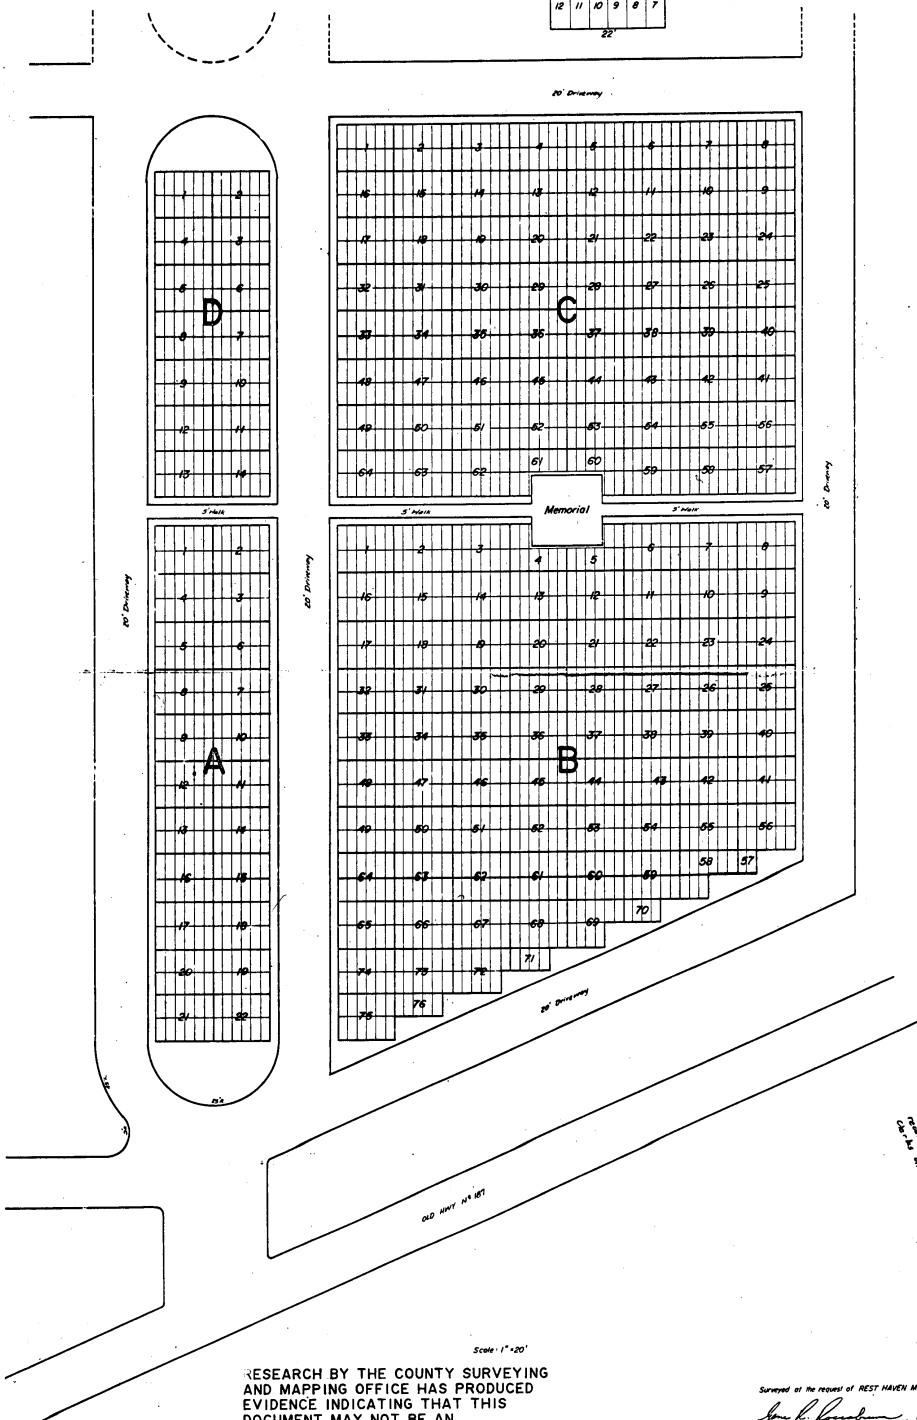 12 11 10 9 8 7
22'
20' Driveway
1 2 3 4 5 6 7 8
16 15 14 13 12 11 10 9
17 18 19 20 21 22 23 24
32 31 30 29 28 27 26 25
33 34 35 36 37 38 39 40
C
48 47 46 45 44 43 42 41
49 50 51 52 53 54 55 56
64 63 62 61 60 59 58 57
1 2
4 3
5 6
D
8 7
9 10
12 11
13 14
5' Walk
5' Walk
Memorial
5' Walk
20' Driveway
20' Driveway
20' Driveway
1 2
4 3
5 6
8 7
9 10
A
12 11
13 14
16 15
17 18
20 19
21 22
25'R
1 2 3 4 5 6 7 8
16 15 14 13 12 11 10 9
17 18 19 20 21 22 23 24
32 31 30 29 28 27 26 25
33 34 35 36 37 38 39 40
B
48 47 46 45 44 43 42 41
49 50 51 52 53 54 55 56
64 63 62 61 60 59 58 57
65 66 67 68 69 70
74 73 72 71
75 76
20' Driveway
OLD HWY Nº 187
Scale: 1"=20'
RESEARCH BY THE COUNTY SURVEYING
AND MAPPING OFFICE HAS PRODUCED
EVIDENCE INDICATING THAT THIS
DOCUMENT MAY NOT BE AN
Surveyed at the request of REST HAVEN M